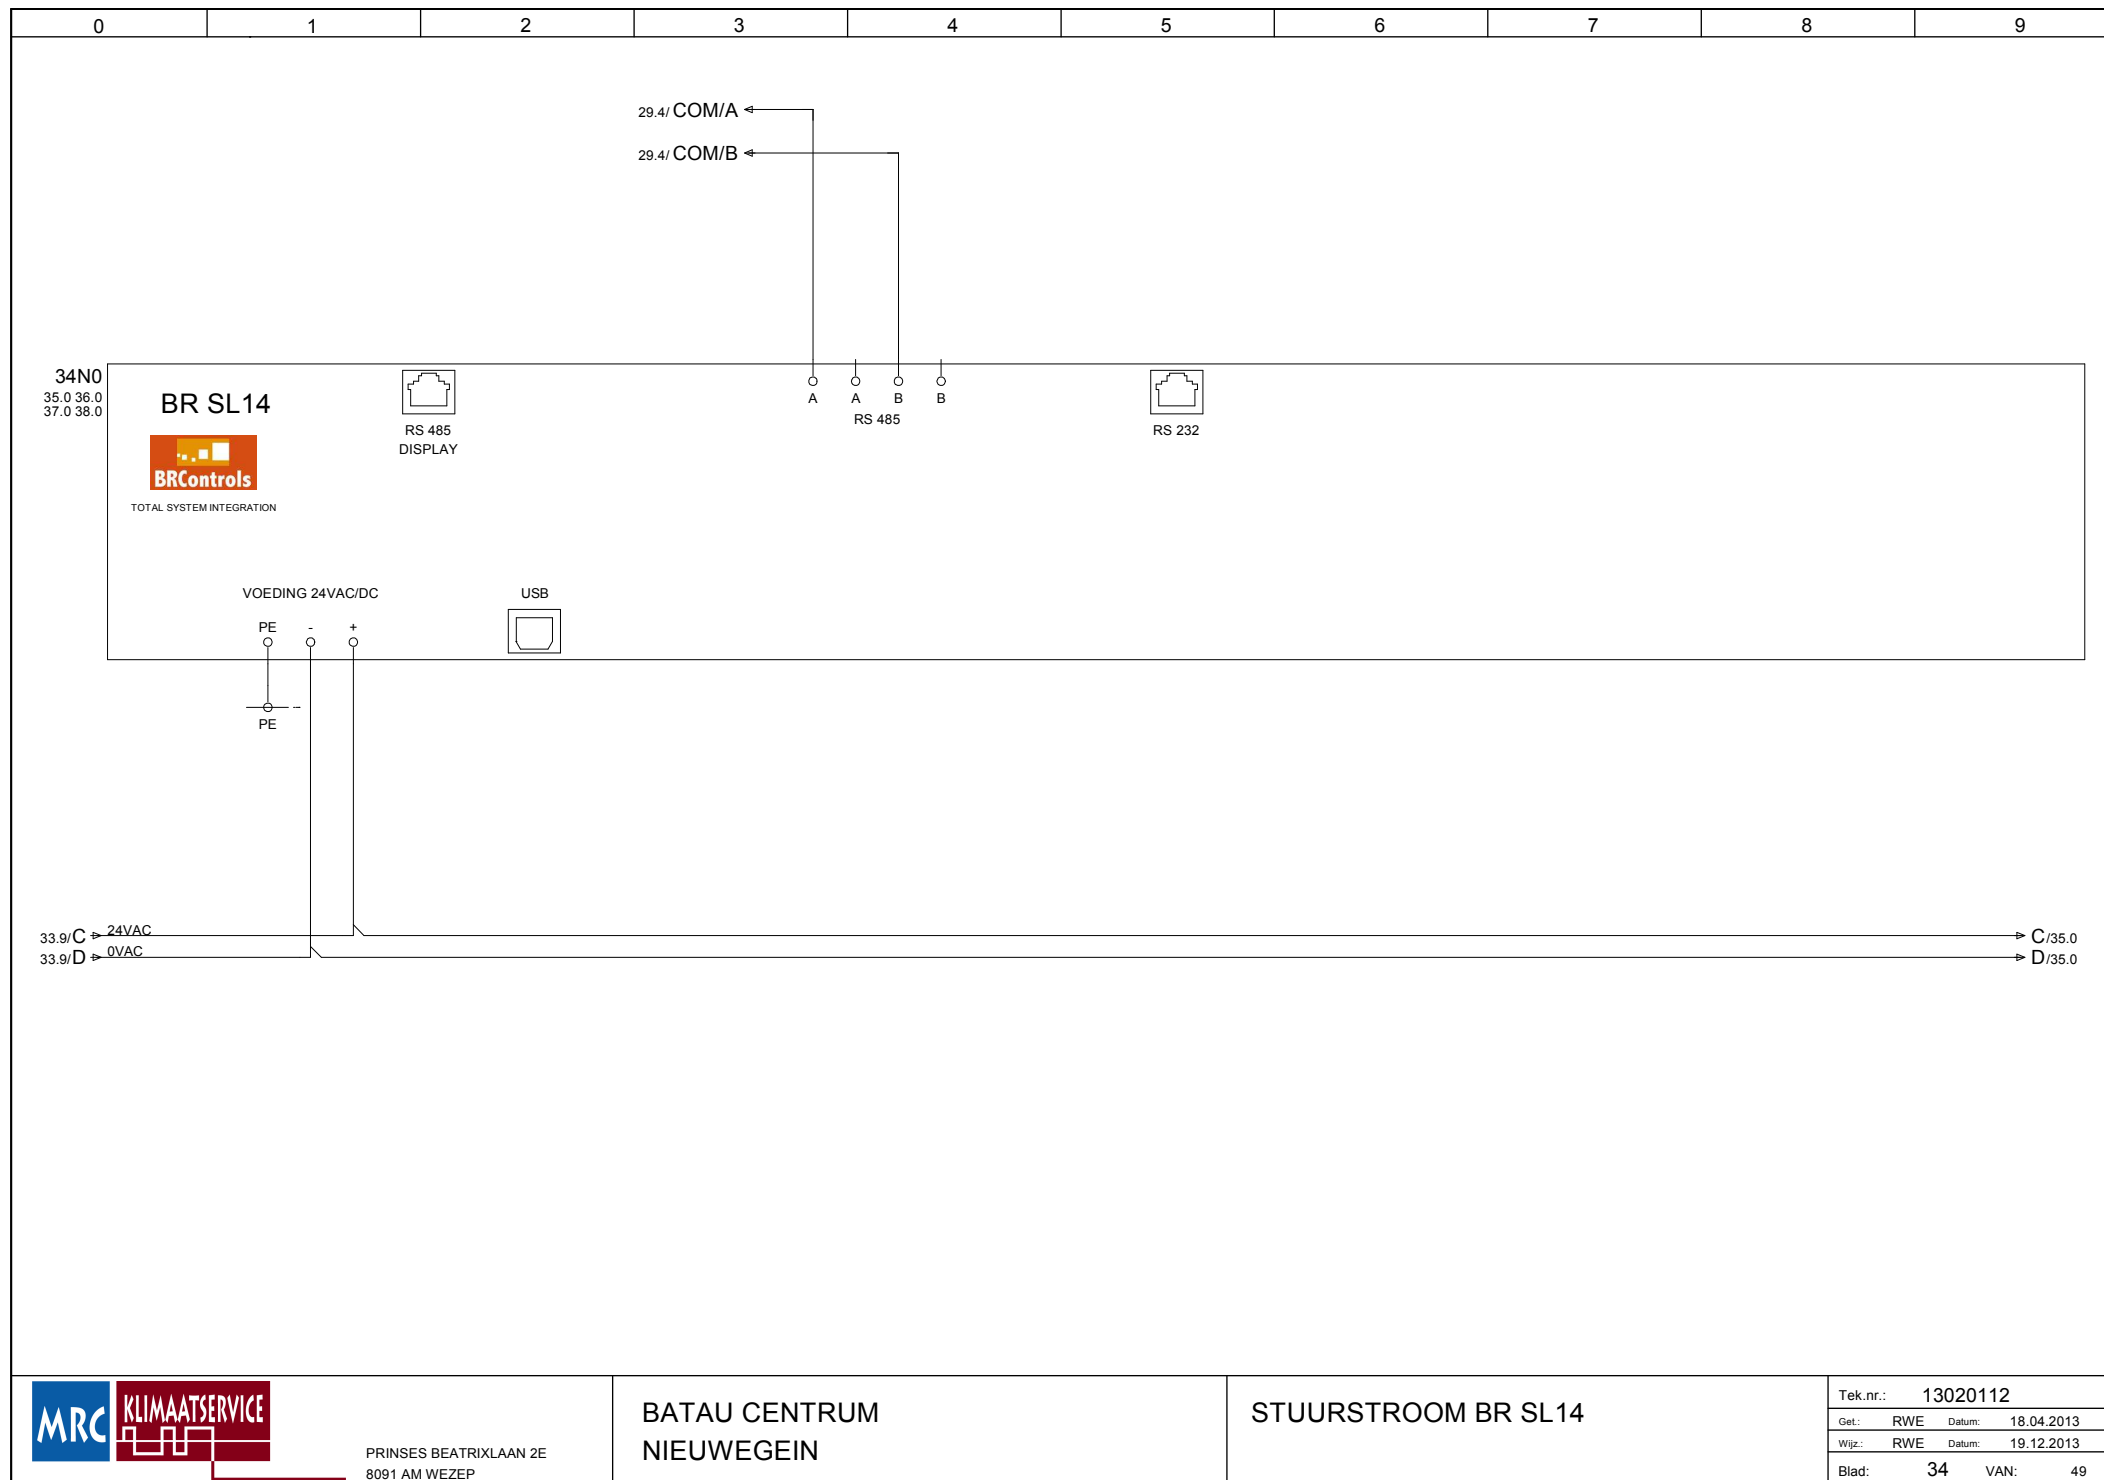 0 1 2 3 4 5 6 7 8 9
29.4/ COM/A
29.4/ COM/B
34N0
35.0 36.0
37.0 38.0
BR SL14
BRControls
TOTAL SYSTEM INTEGRATION
RS 485
DISPLAY
A A B B
RS 485
RS 232
VOEDING 24VAC/DC
PE - +
USB
PE
33.9/C 24VAC C/35.0
33.9/D 0VAC D/35.0
MRC KLIMAATSERVICE
PRINSES BEATRIXLAAN 2E
8091 AM WEZEP
BATAU CENTRUM
NIEUWEGEIN
STUURSTROOM BR SL14
Tek.nr.: 13020112
Get.: RWE Datum: 18.04.2013
Wijz.: RWE Datum: 19.12.2013
Blad: 34 VAN: 49